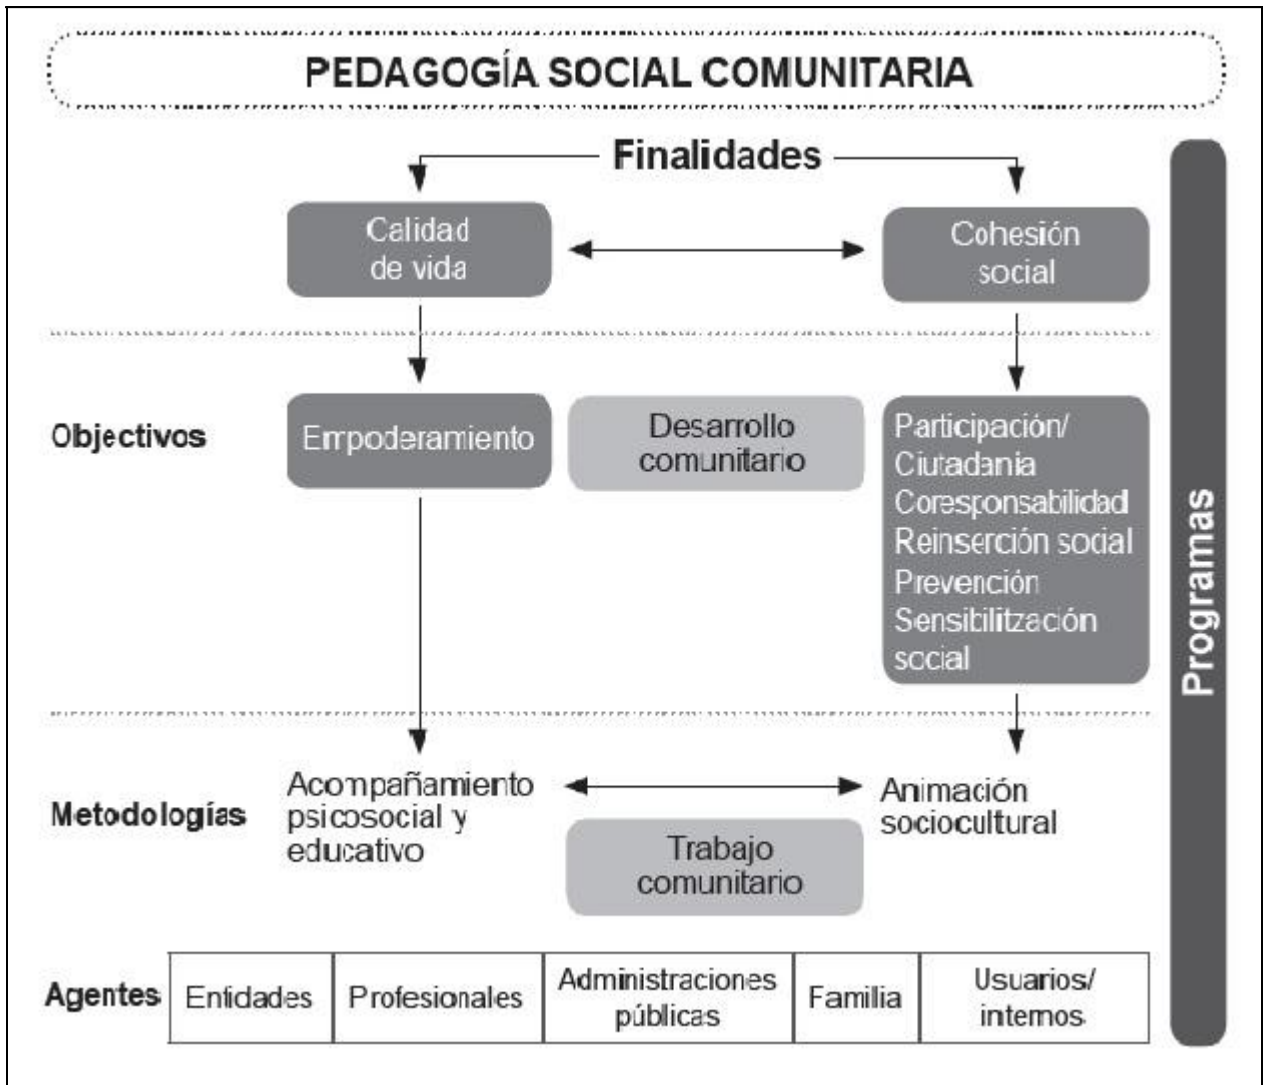 PEDAGOGÍA SOCIAL COMUNITARIA
Finalidades
Calidad
de vida
Cohesión
social
Objectivos
Empoderamiento
Desarrollo
comunitario
Participación/
Ciutadania
Coresponsabilidad
Reinserción social
Prevención
Sensibilitzación
social
Metodologías
Acompañamiento
psicosocial y
educativo
Trabajo
comunitario
Animación
sociocultural
Agentes
Entidades
Profesionales
Administraciones
públicas
Familia
Usuarios/
internos
Programas